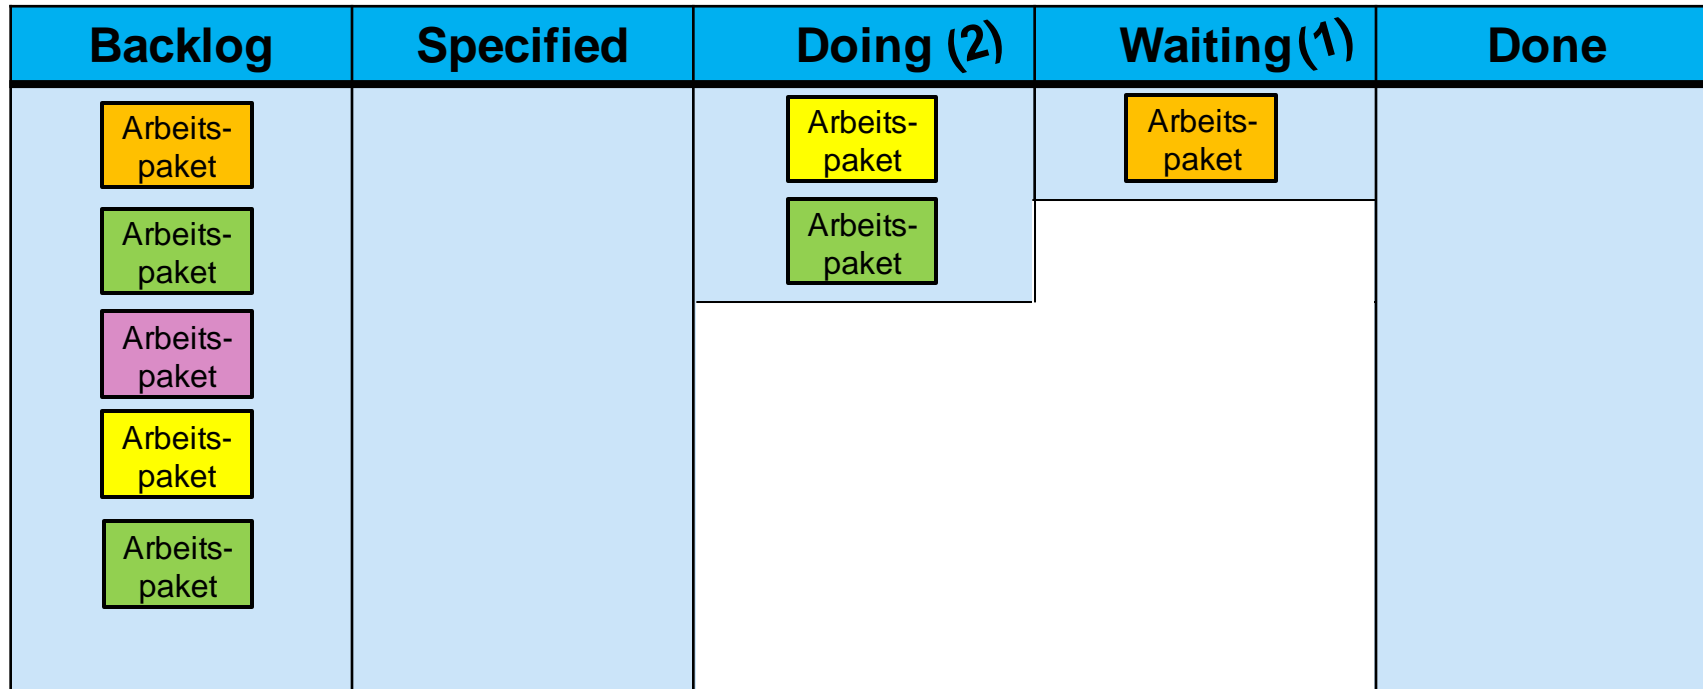 Backlog
Specified
Doing (2)
Waiting (1)
Done
Arbeits-
paket
Arbeits-
paket
Arbeits-
paket
Arbeits-
paket
Arbeits-
paket
Arbeits-
paket
Arbeits-
paket
Arbeits-
paket